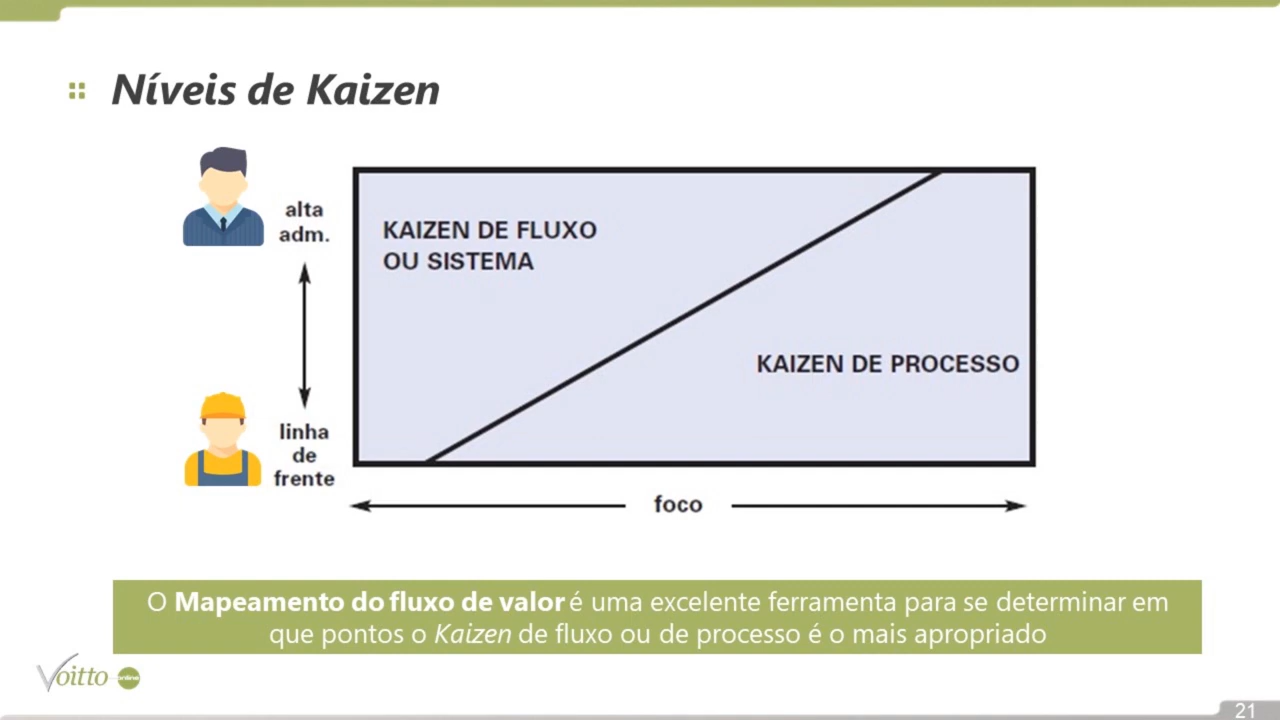 Níveis de Kaizen
alta
adm.
KAIZEN DE FLUXO
OU SISTEMA
KAIZEN DE PROCESSO
linha
de
frente
foco
O Mapeamento do fluxo de valor é uma excelente ferramenta para se determinar em
que pontos o Kaizen de fluxo ou de processo é o mais apropriado
Voitto online
21